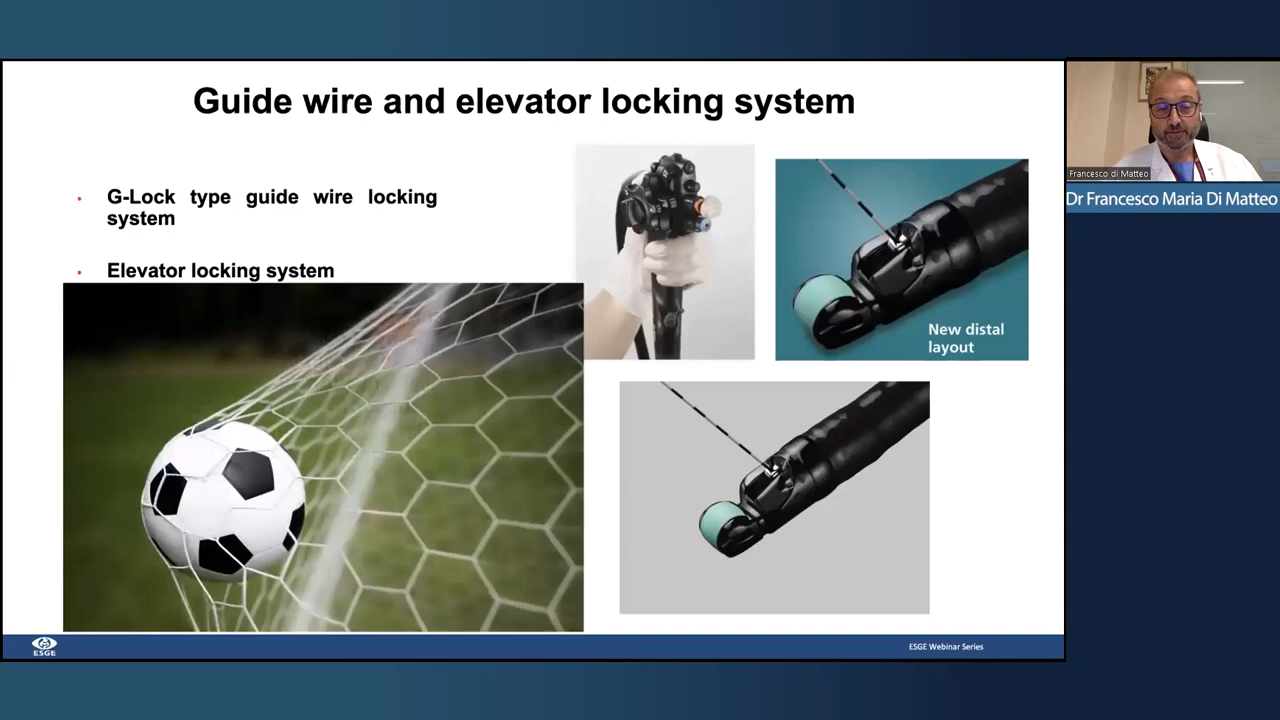 Guide wire and elevator locking system
G-Lock type guide wire locking
system
Elevator locking system
New distal
layout
Francesco di Matteo
Dr Francesco Maria Di Matteo
ESGE
ESGE Webinar Series